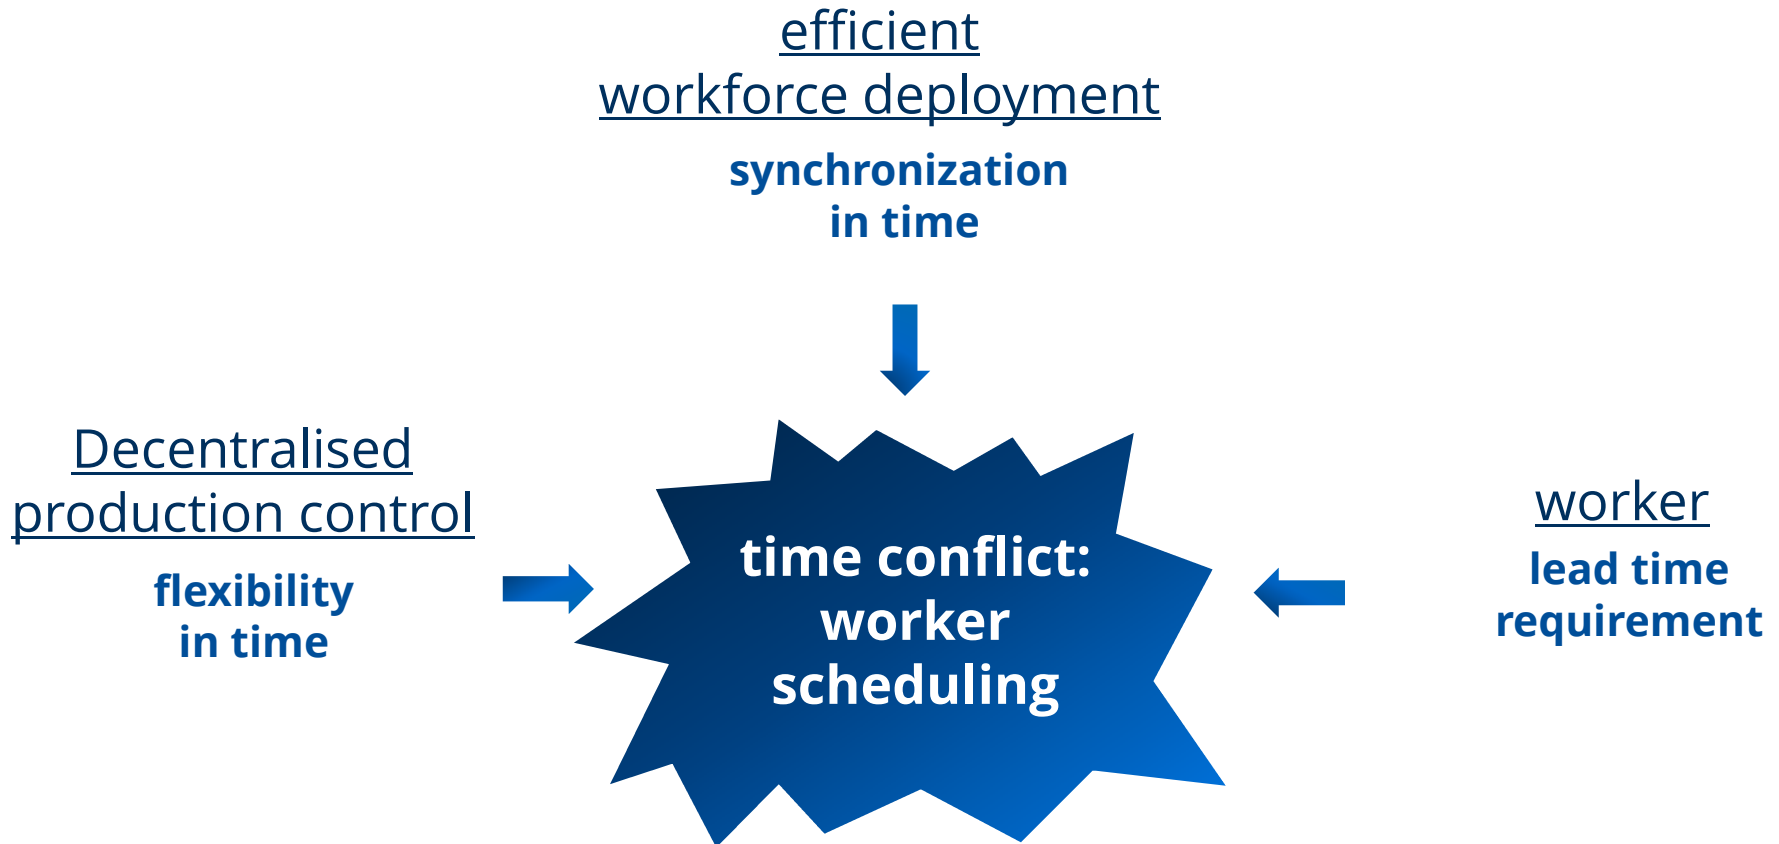 efficient
workforce deployment
synchronization
in time
Decentralised
production control
flexibility
in time
time conflict:
worker
scheduling
worker
lead time
requirement